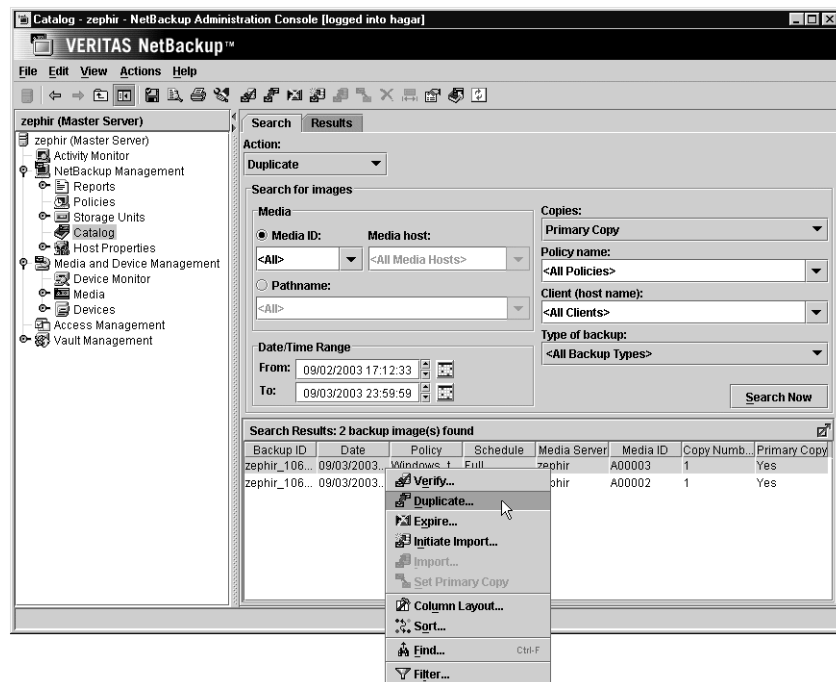 Catalog - zephir - NetBackup Administration Console [logged into hagar]
VERITAS NetBackup™
File Edit View Actions Help
zephir (Master Server)
zephir (Master Server)
Activity Monitor
NetBackup Management
Reports
Policies
Storage Units
Catalog
Host Properties
Media and Device Management
Device Monitor
Media
Devices
Access Management
Vault Management
Search Results
Action:
Duplicate
Search for images
Media
Media ID: Media host:
<All> <All Media Hosts>
Pathname:
<All>
Date/Time Range
From: 09/02/2003 17:12:33
To: 09/03/2003 23:59:59
Copies:
Primary Copy
Policy name:
<All Policies>
Client (host name):
<All Clients>
Type of backup:
<All Backup Types>
Search Now
Search Results: 2 backup image(s) found
Backup ID Date Policy Schedule Media Server Media ID Copy Numb... Primary Copy
zephir_106... 09/03/2003... Windows_t Full zephir A00003 1 Yes
zephir_106... 09/03/2003... A00002 1 Yes
Verify...
Duplicate...
Expire...
Initiate Import...
Import...
Set Primary Copy
Column Layout...
Sort...
Find... Ctrl-F
Filter...